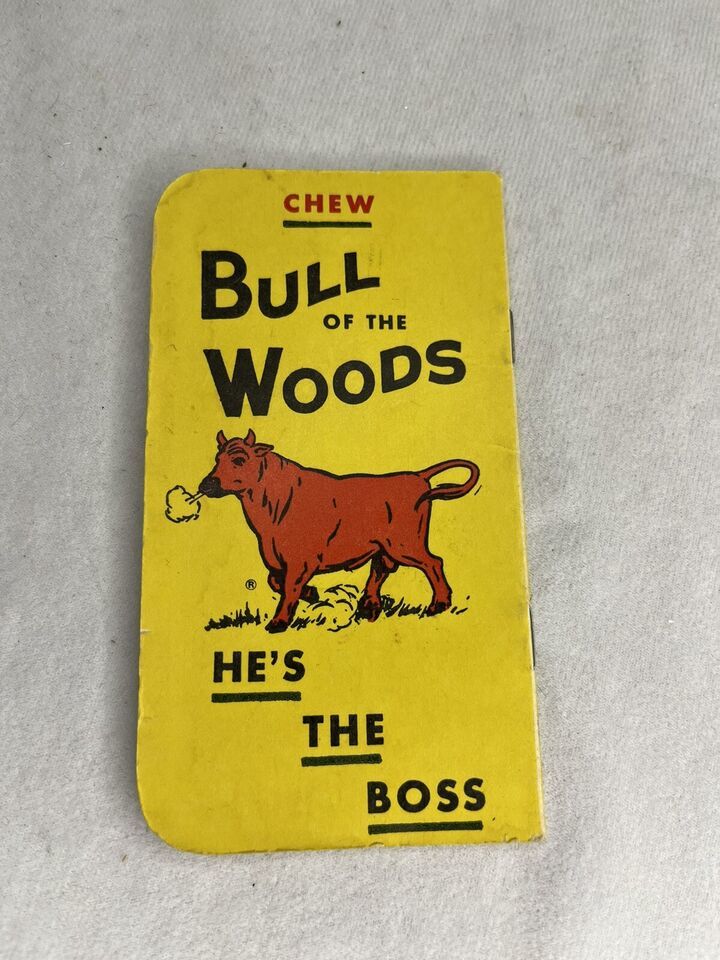 CHEW
BULL
OF THE
WOODS
®
HE'S
THE
BOSS